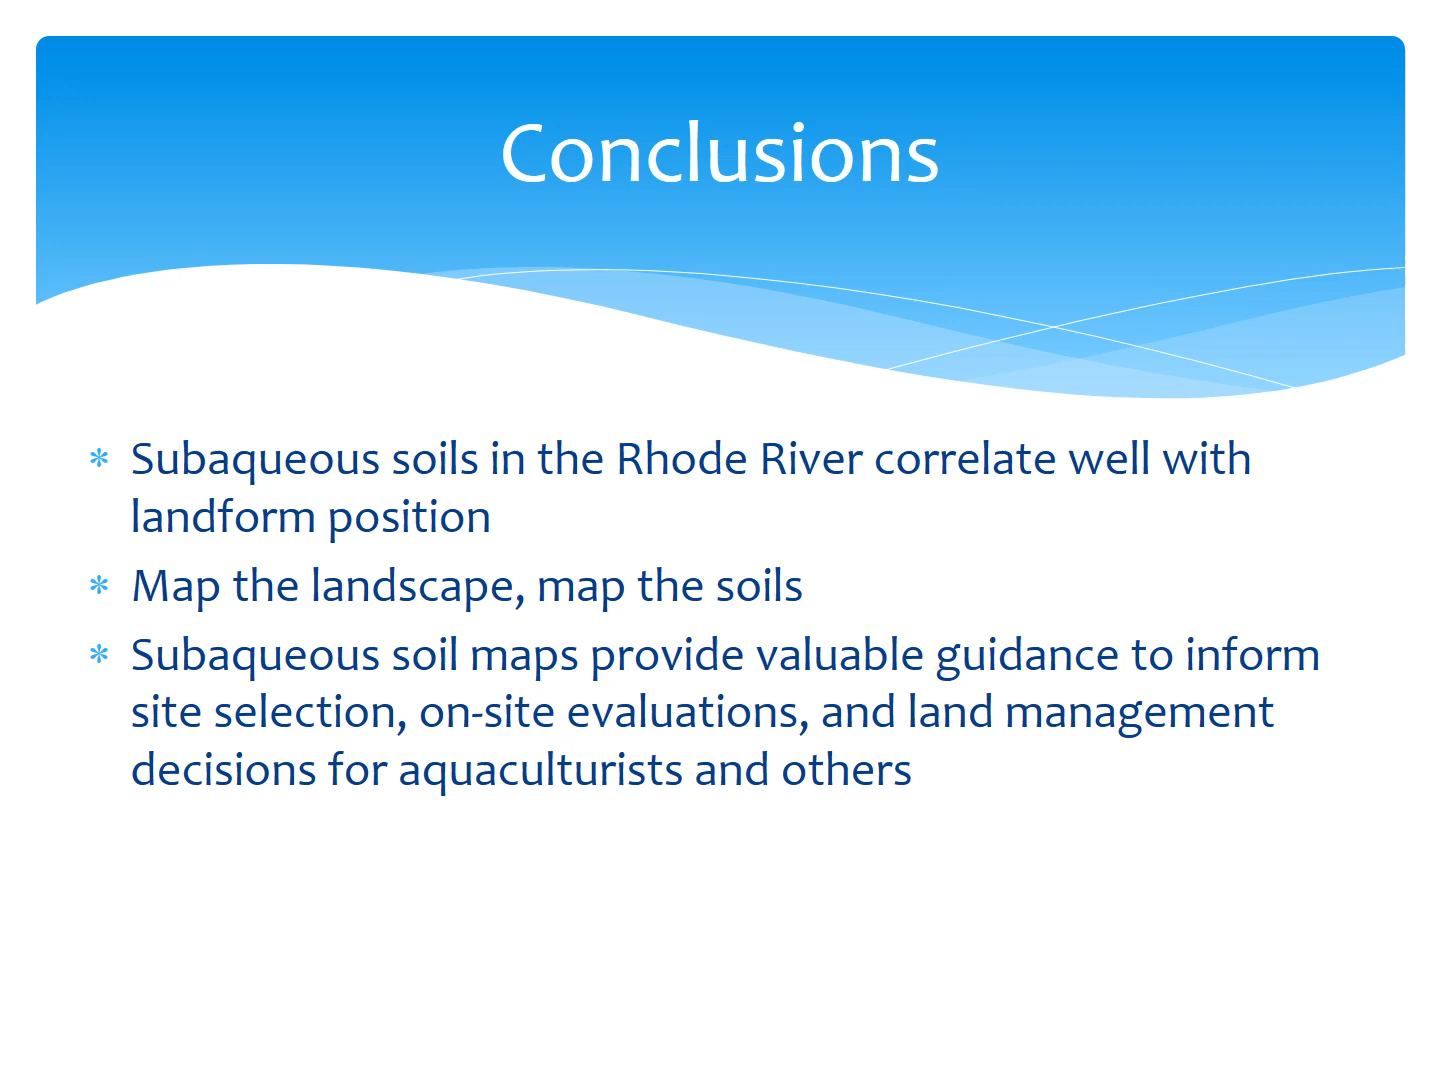 Conclusions
* Subaqueous soils in the Rhode River correlate well with
landform position
* Map the landscape, map the soils
* Subaqueous soil maps provide valuable guidance to inform
site selection, on-site evaluations, and land management
decisions for aquaculturists and others